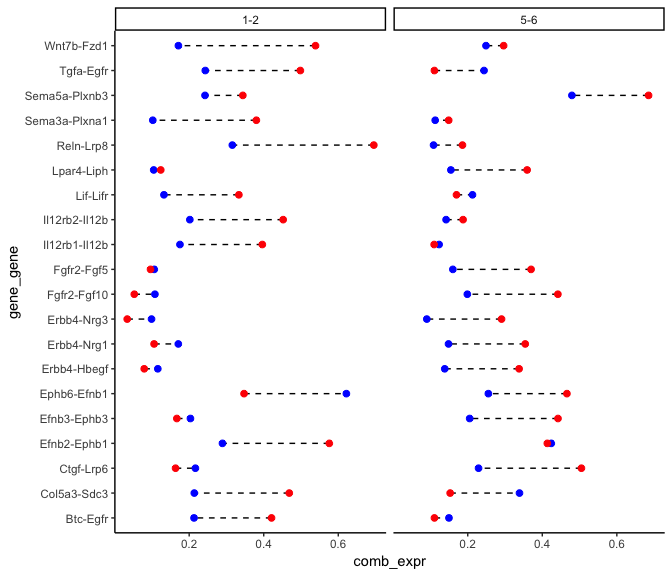 1-2 5-6
gene_gene
Wnt7b-Fzd1
Tgfa-Egfr
Sema5a-Plxnb3
Sema3a-Plxna1
Reln-Lrp8
Lpar4-Liph
Lif-Lifr
Il12rb2-Il12b
Il12rb1-Il12b
Fgfr2-Fgf5
Fgfr2-Fgf10
Erbb4-Nrg3
Erbb4-Nrg1
Erbb4-Hbegf
Ephb6-Efnb1
Efnb3-Ephb3
Efnb2-Ephb1
Ctgf-Lrp6
Col5a3-Sdc3
Btc-Egfr
0.2 0.4 0.6 0.2 0.4 0.6
comb_expr